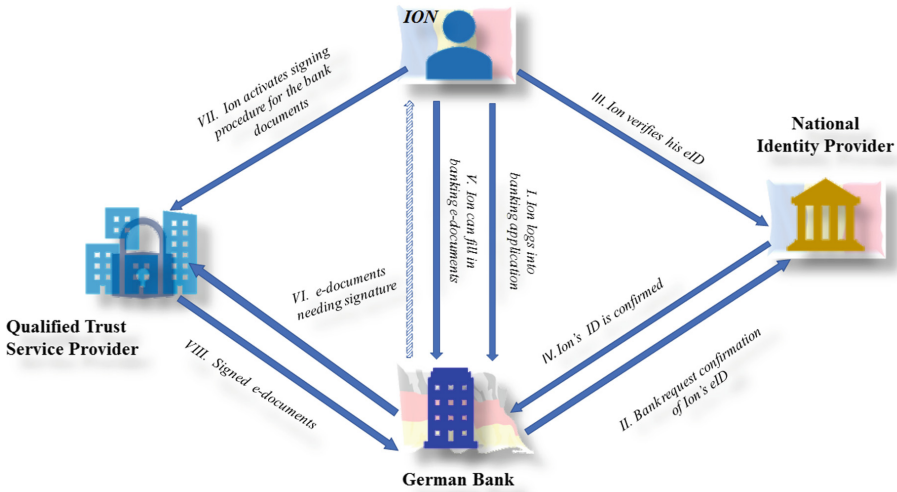 ION
VII. Ion activates signing
procedure for the bank
documents
III. Ion verifies his eID
National
Identity Provider
I. Ion logs into
banking application
V. Ion can fill in
banking e-documents
VI. e-documents
needing signature
Qualified Trust
Service Provider
VIII. Signed e-documents
IV. Ion's ID is confirmed
II. Bank request confirmation
of Ion's eID
German Bank